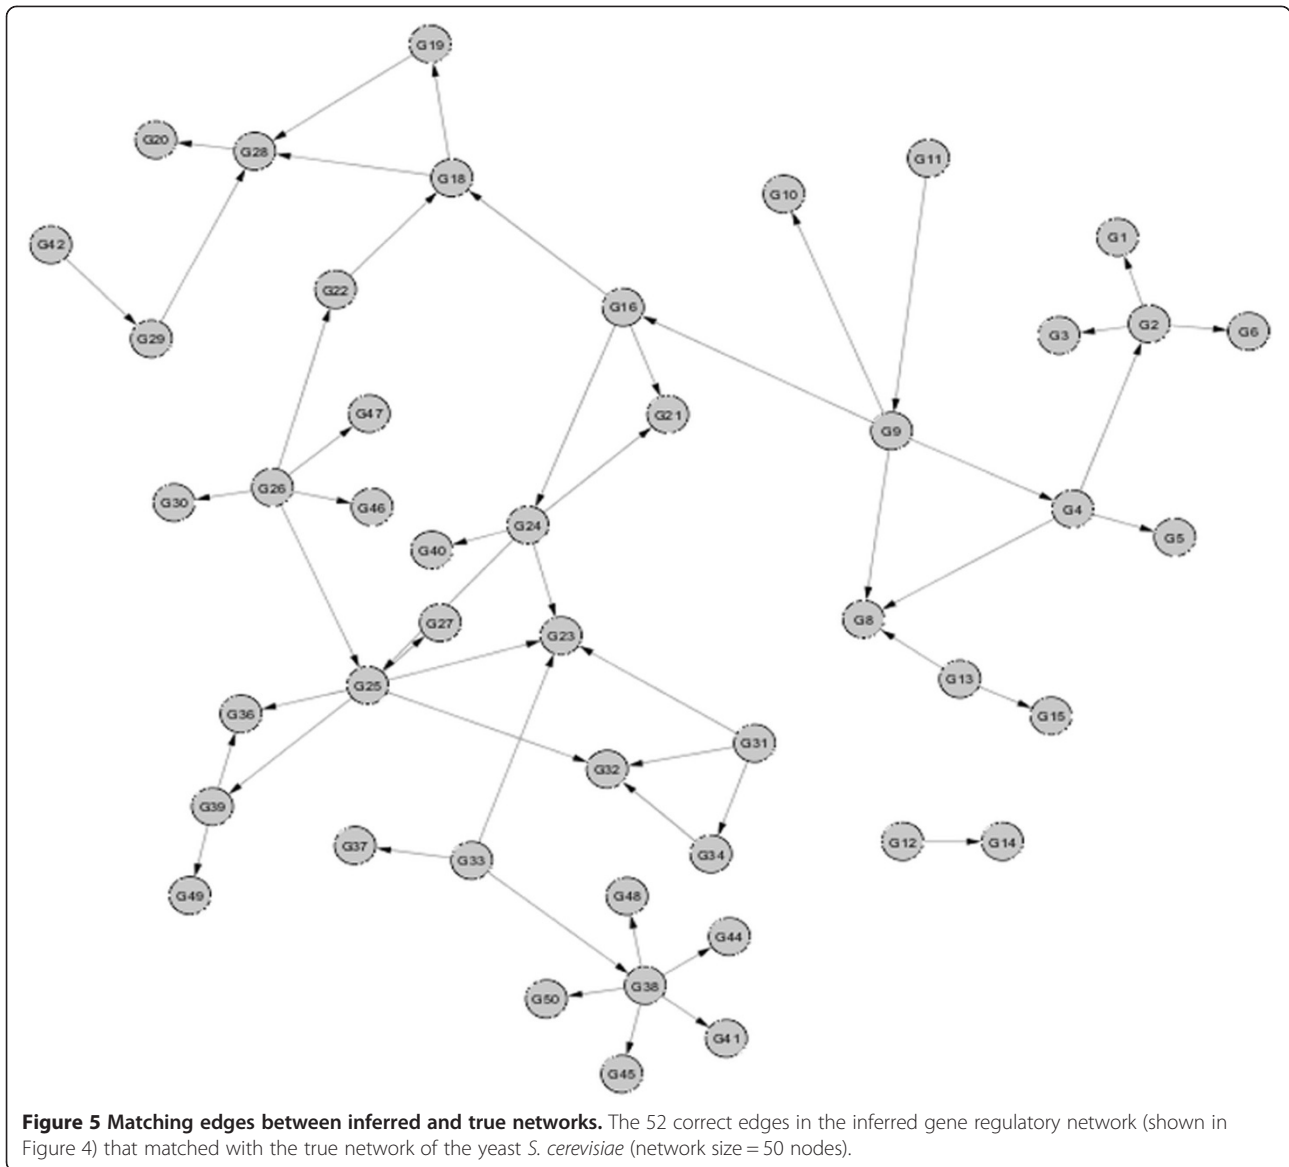 G19
G20
G28
G11
G18
G10
G42
G1
G22
G16
G2
G3
G6
G29
G47
G21
G9
G26
G30
G46
G4
G24
G5
G40
G27
G8
G23
G25
G13
G36
G15
G31
G32
G39
G37
G33
G34
G12
G14
G49
G48
G44
G38
G50
G41
G45
Figure 5 Matching edges between inferred and true networks. The 52 correct edges in the inferred gene regulatory network (shown in
Figure 4) that matched with the true network of the yeast S. cerevisiae (network size = 50 nodes).